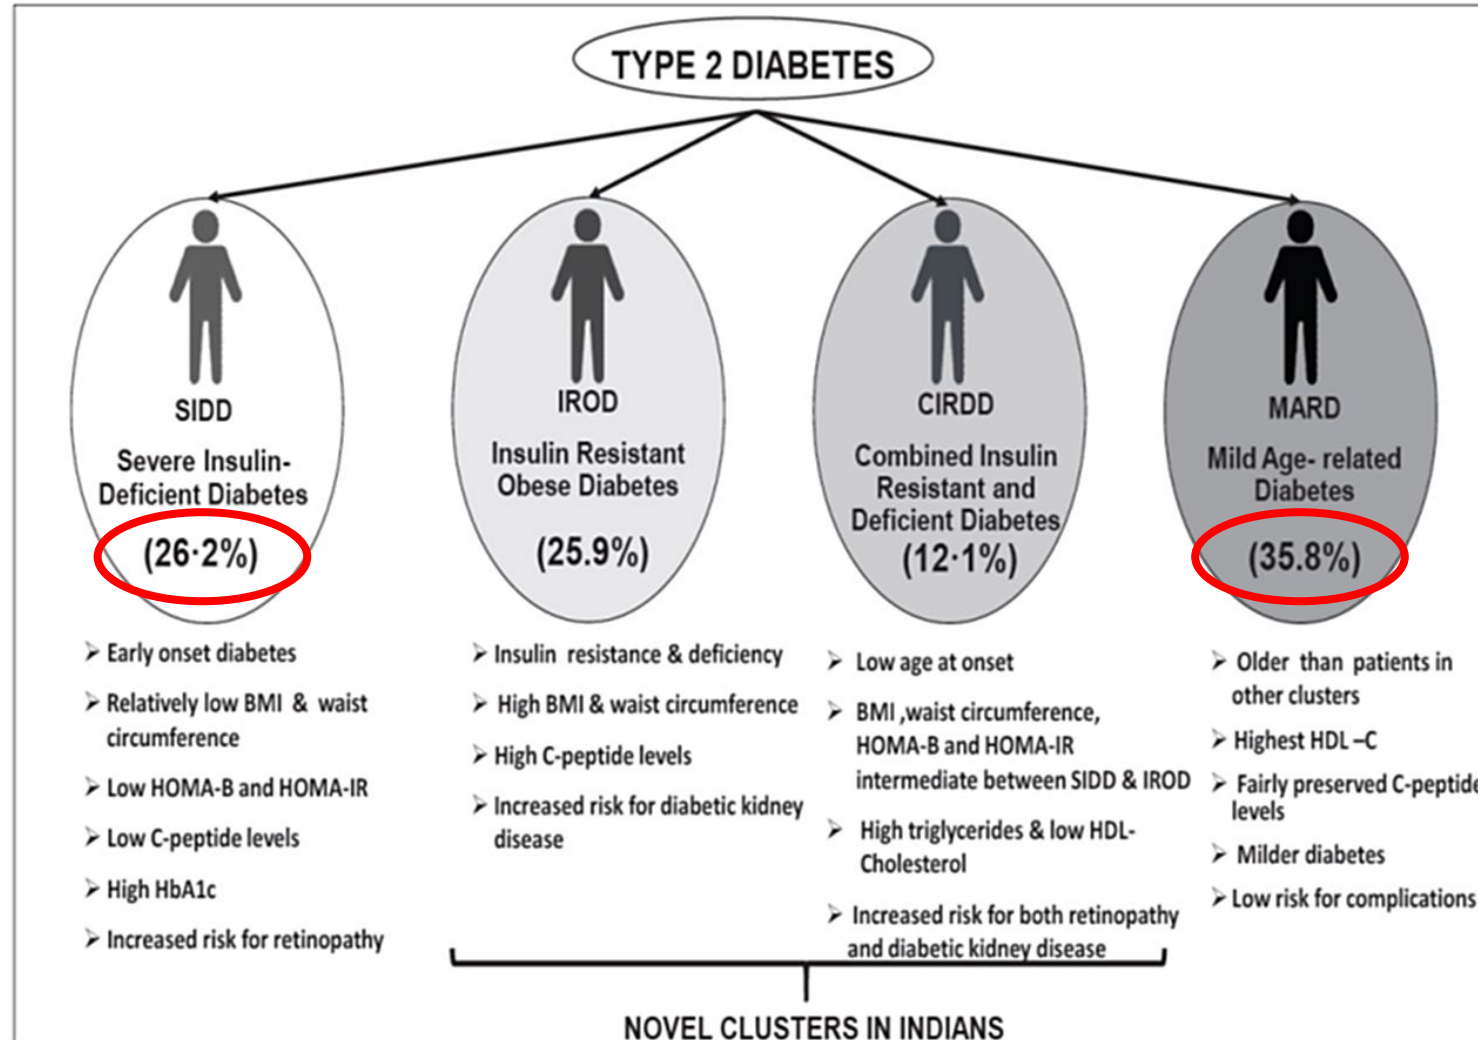 TYPE 2 DIABETES
SIDD
Severe Insulin-
Deficient Diabetes
(26·2%)
➢ Early onset diabetes
➢ Relatively low BMI & waist
circumference
➢ Low HOMA-B and HOMA-IR
➢ Low C-peptide levels
➢ High HbA1c
➢ Increased risk for retinopathy
IROD
Insulin Resistant
Obese Diabetes
(25.9%)
➢ Insulin resistance & deficiency
➢ High BMI & waist circumference
➢ High C-peptide levels
➢ Increased risk for diabetic kidney
disease
CIRDD
Combined Insulin
Resistant and
Deficient Diabetes
(12·1%)
➢ Low age at onset
➢ BMI ,waist circumference,
HOMA-B and HOMA-IR
intermediate between SIDD & IROD
➢ High triglycerides & low HDL-
Cholesterol
➢ Increased risk for both retinopathy
and diabetic kidney disease
MARD
Mild Age- related
Diabetes
(35.8%)
➢ Older than patients in
other clusters
➢ Highest HDL –C
➢ Fairly preserved C-peptide
levels
➢ Milder diabetes
➢ Low risk for complications
NOVEL CLUSTERS IN INDIANS